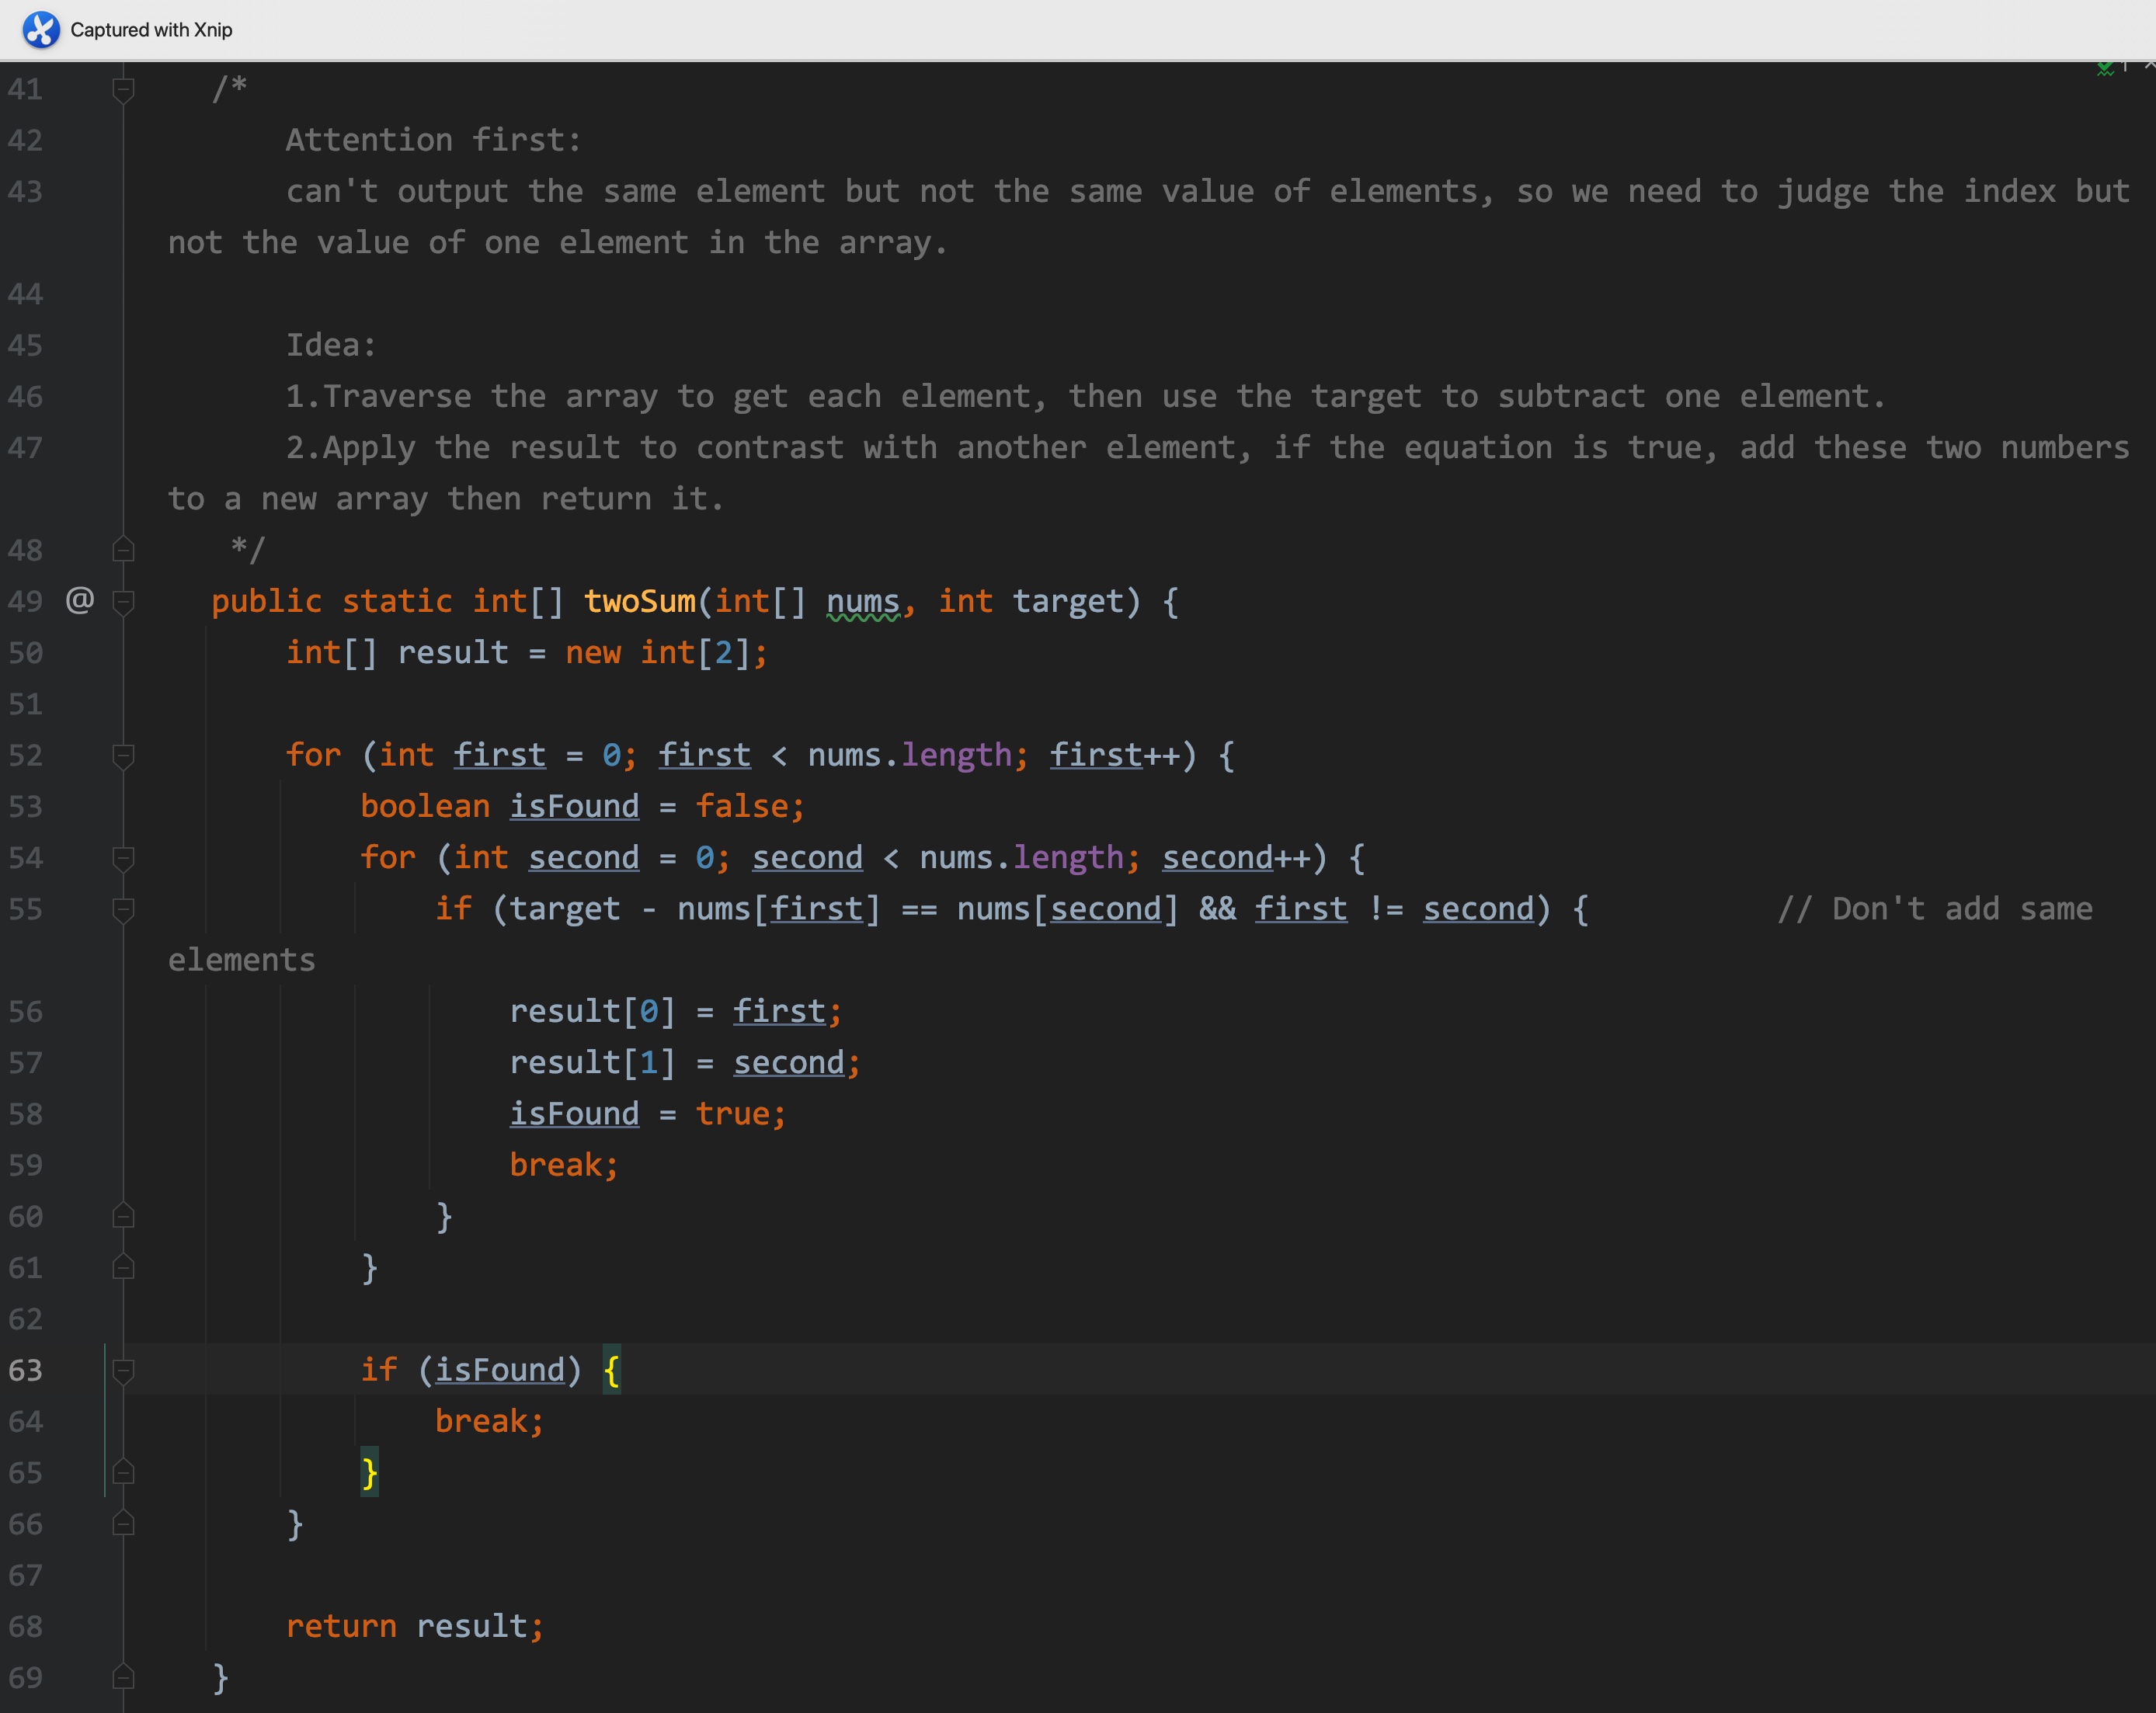 Captured with Xnip
41 /*
42 Attention first:
43 can't output the same element but not the same value of elements, so we need to judge the index but
not the value of one element in the array.
44
45 Idea:
46 1.Traverse the array to get each element, then use the target to subtract one element.
47 2.Apply the result to contrast with another element, if the equation is true, add these two numbers
to a new array then return it.
48 */
49 @ public static int[] twoSum(int[] nums, int target) {
50 int[] result = new int[2];
51
52 for (int first = 0; first < nums.length; first++) {
53 boolean isFound = false;
54 for (int second = 0; second < nums.length; second++) {
55 if (target - nums[first] == nums[second] && first != second) { // Don't add same
elements
56 result[0] = first;
57 result[1] = second;
58 isFound = true;
59 break;
60 }
61 }
62
63 if (isFound) {
64 break;
65 }
66 }
67
68 return result;
69 }